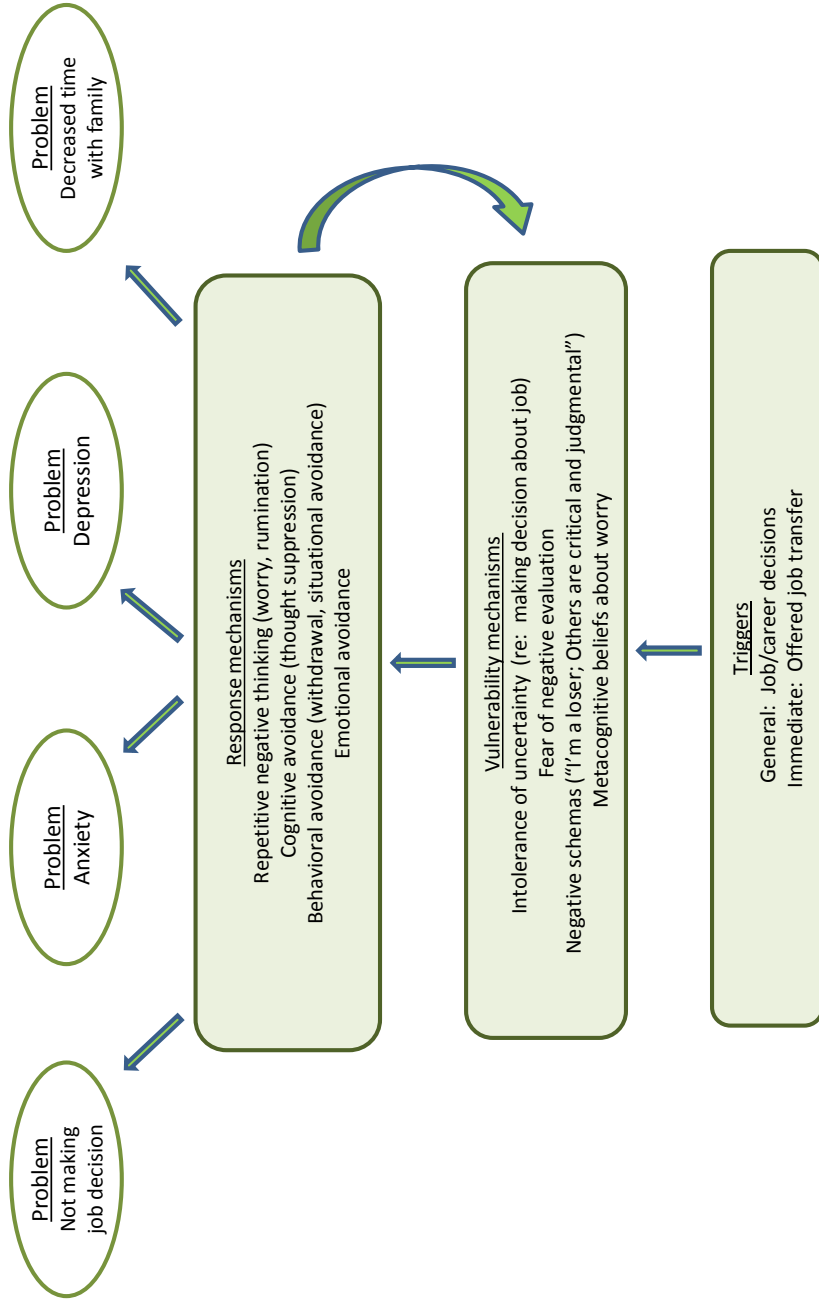 Problem
Not making
job decision
Problem
Anxiety
Problem
Depression
Problem
Decreased time
with family
Response mechanisms
Repetitive negative thinking (worry, rumination)
Cognitive avoidance (thought suppression)
Behavioral avoidance (withdrawal, situational avoidance)
Emotional avoidance
Vulnerability mechanisms
Intolerance of uncertainty (re:  making decision about job)
Fear of negative evaluation
Negative schemas (“I’m a loser; Others are critical and judgmental”)
Metacognitive beliefs about worry
Triggers
General:  Job/career decisions
Immediate:  Offered job transfer